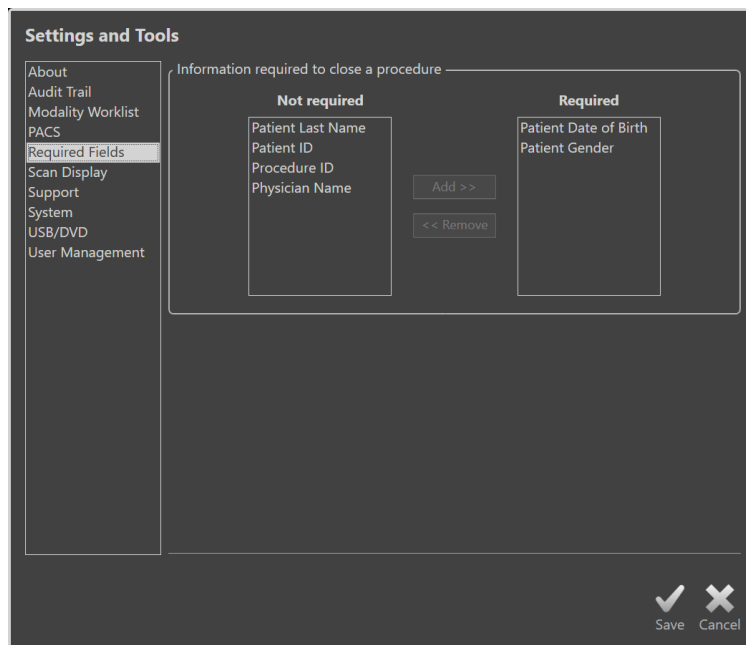 Settings and Tools
About
Audit Trail
Modality Worklist
PACS
Required Fields
Scan Display
Support
System
USB/DVD
User Management
Information required to close a procedure
Not required
Patient Last Name
Patient ID
Procedure ID
Physician Name
Add >>
<< Remove
Required
Patient Date of Birth
Patient Gender
Save
Cancel